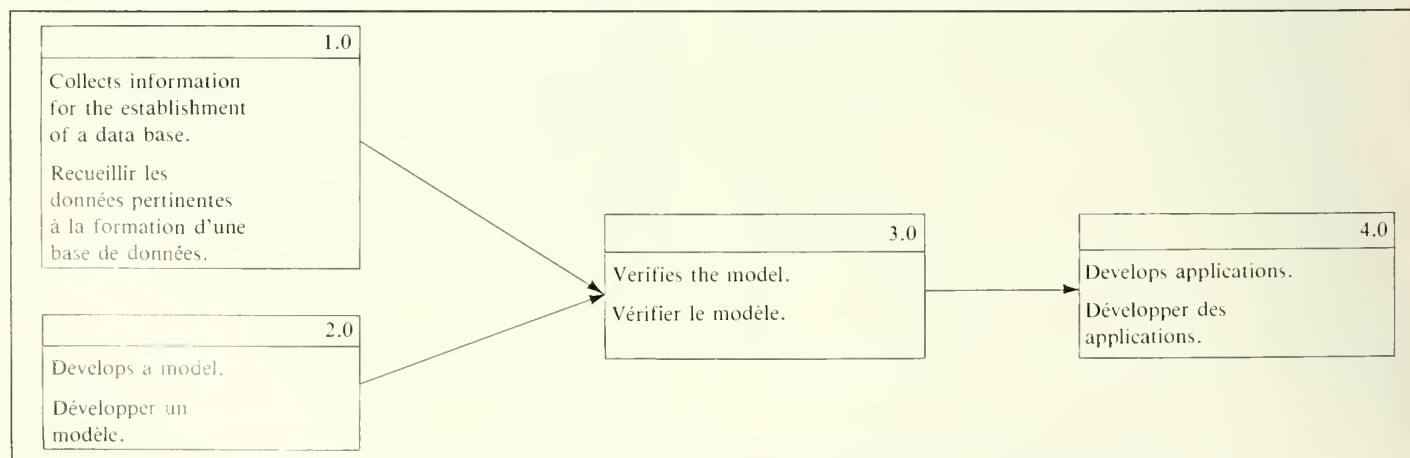 1.0
Collects information
for the establishment
of a data base.
Recueillir les
données pertinentes
à la formation d'une
base de données.
2.0
Develops a model.
Développer un
modèle.
3.0
Verifies the model.
Vérifier le modèle.
4.0
Develops applications.
Développer des
applications.